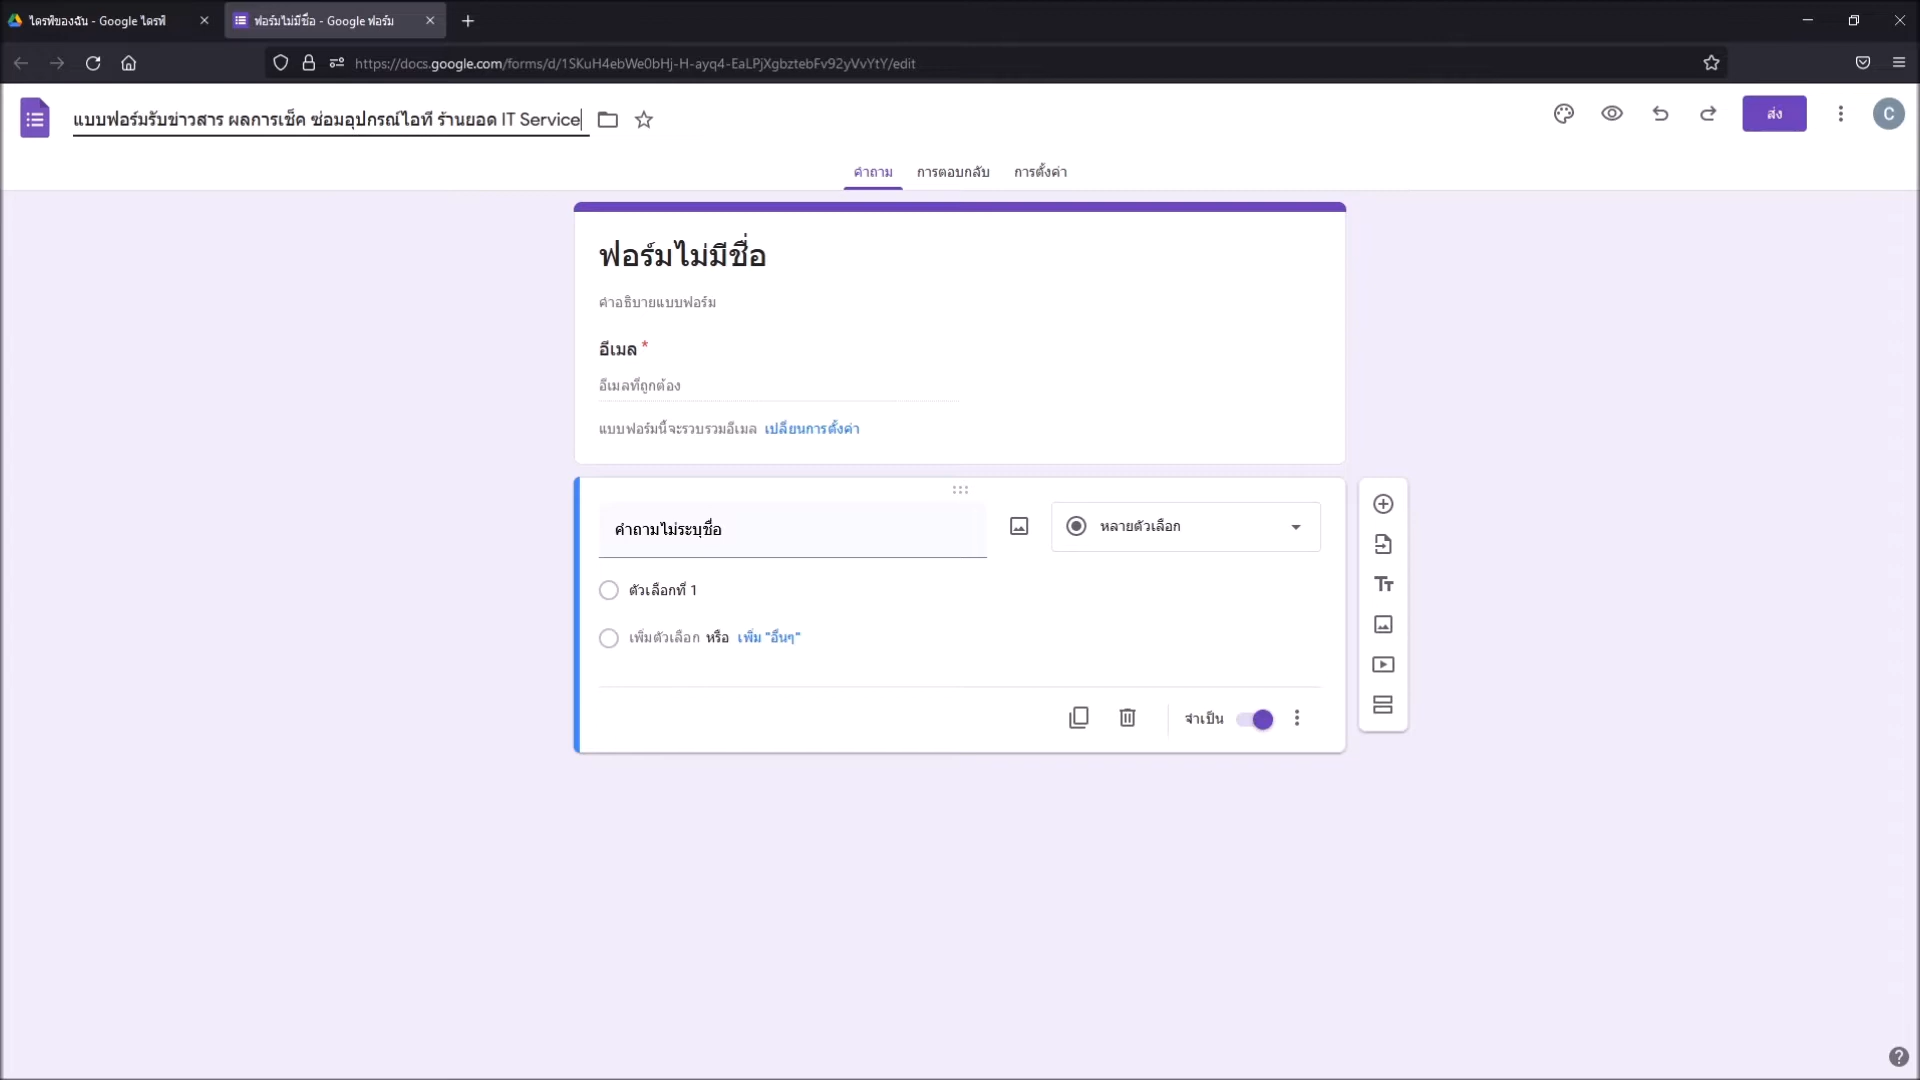 ไดรฟ์ของฉัน - Google ไดรฟ์
ฟอร์มไม่มีชื่อ - Google ฟอร์ม
https://docs.google.com/forms/d/1SKuH4ebWe0bHj-H-ayq4-EaLPjXgbztebFv92yVvYtY/edit
แบบฟอร์มรับข่าวสาร ผลการเช็ค ซ่อมอุปกรณ์ไอที ร้านยอด IT Service
ส่ง
C
คำถาม
การตอบกลับ
การตั้งค่า
ฟอร์มไม่มีชื่อ
คำอธิบายแบบฟอร์ม
อีเมล *
อีเมลที่ถูกต้อง
แบบฟอร์มนี้จะรวบรวมอีเมล เปลี่ยนการตั้งค่า
คำถามไม่ระบุชื่อ
หลายตัวเลือก
ตัวเลือกที่ 1
เพิ่มตัวเลือก หรือ เพิ่ม "อื่นๆ"
Tт
จำเป็น
?